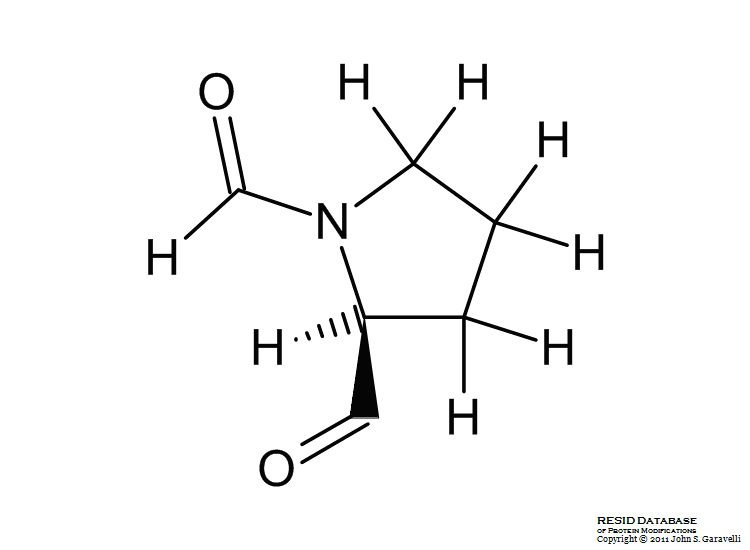 H H
O
H
N
H
H
H
H
H
O
RESID DATABASE
OF PROTEIN MODIFICATIONS
Copyright © 2011 John S. Garavelli